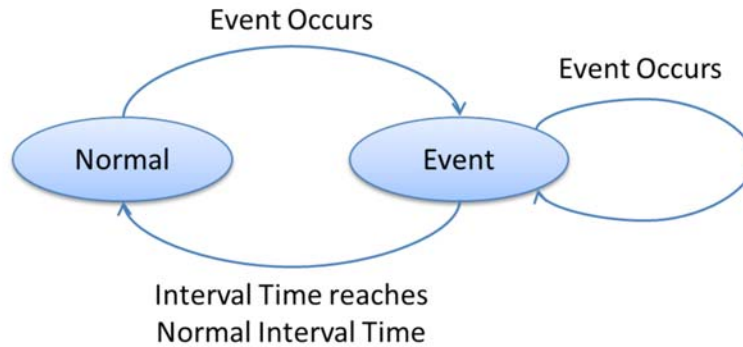 Event Occurs
Event Occurs
Normal
Event
Interval Time reaches
Normal Interval Time